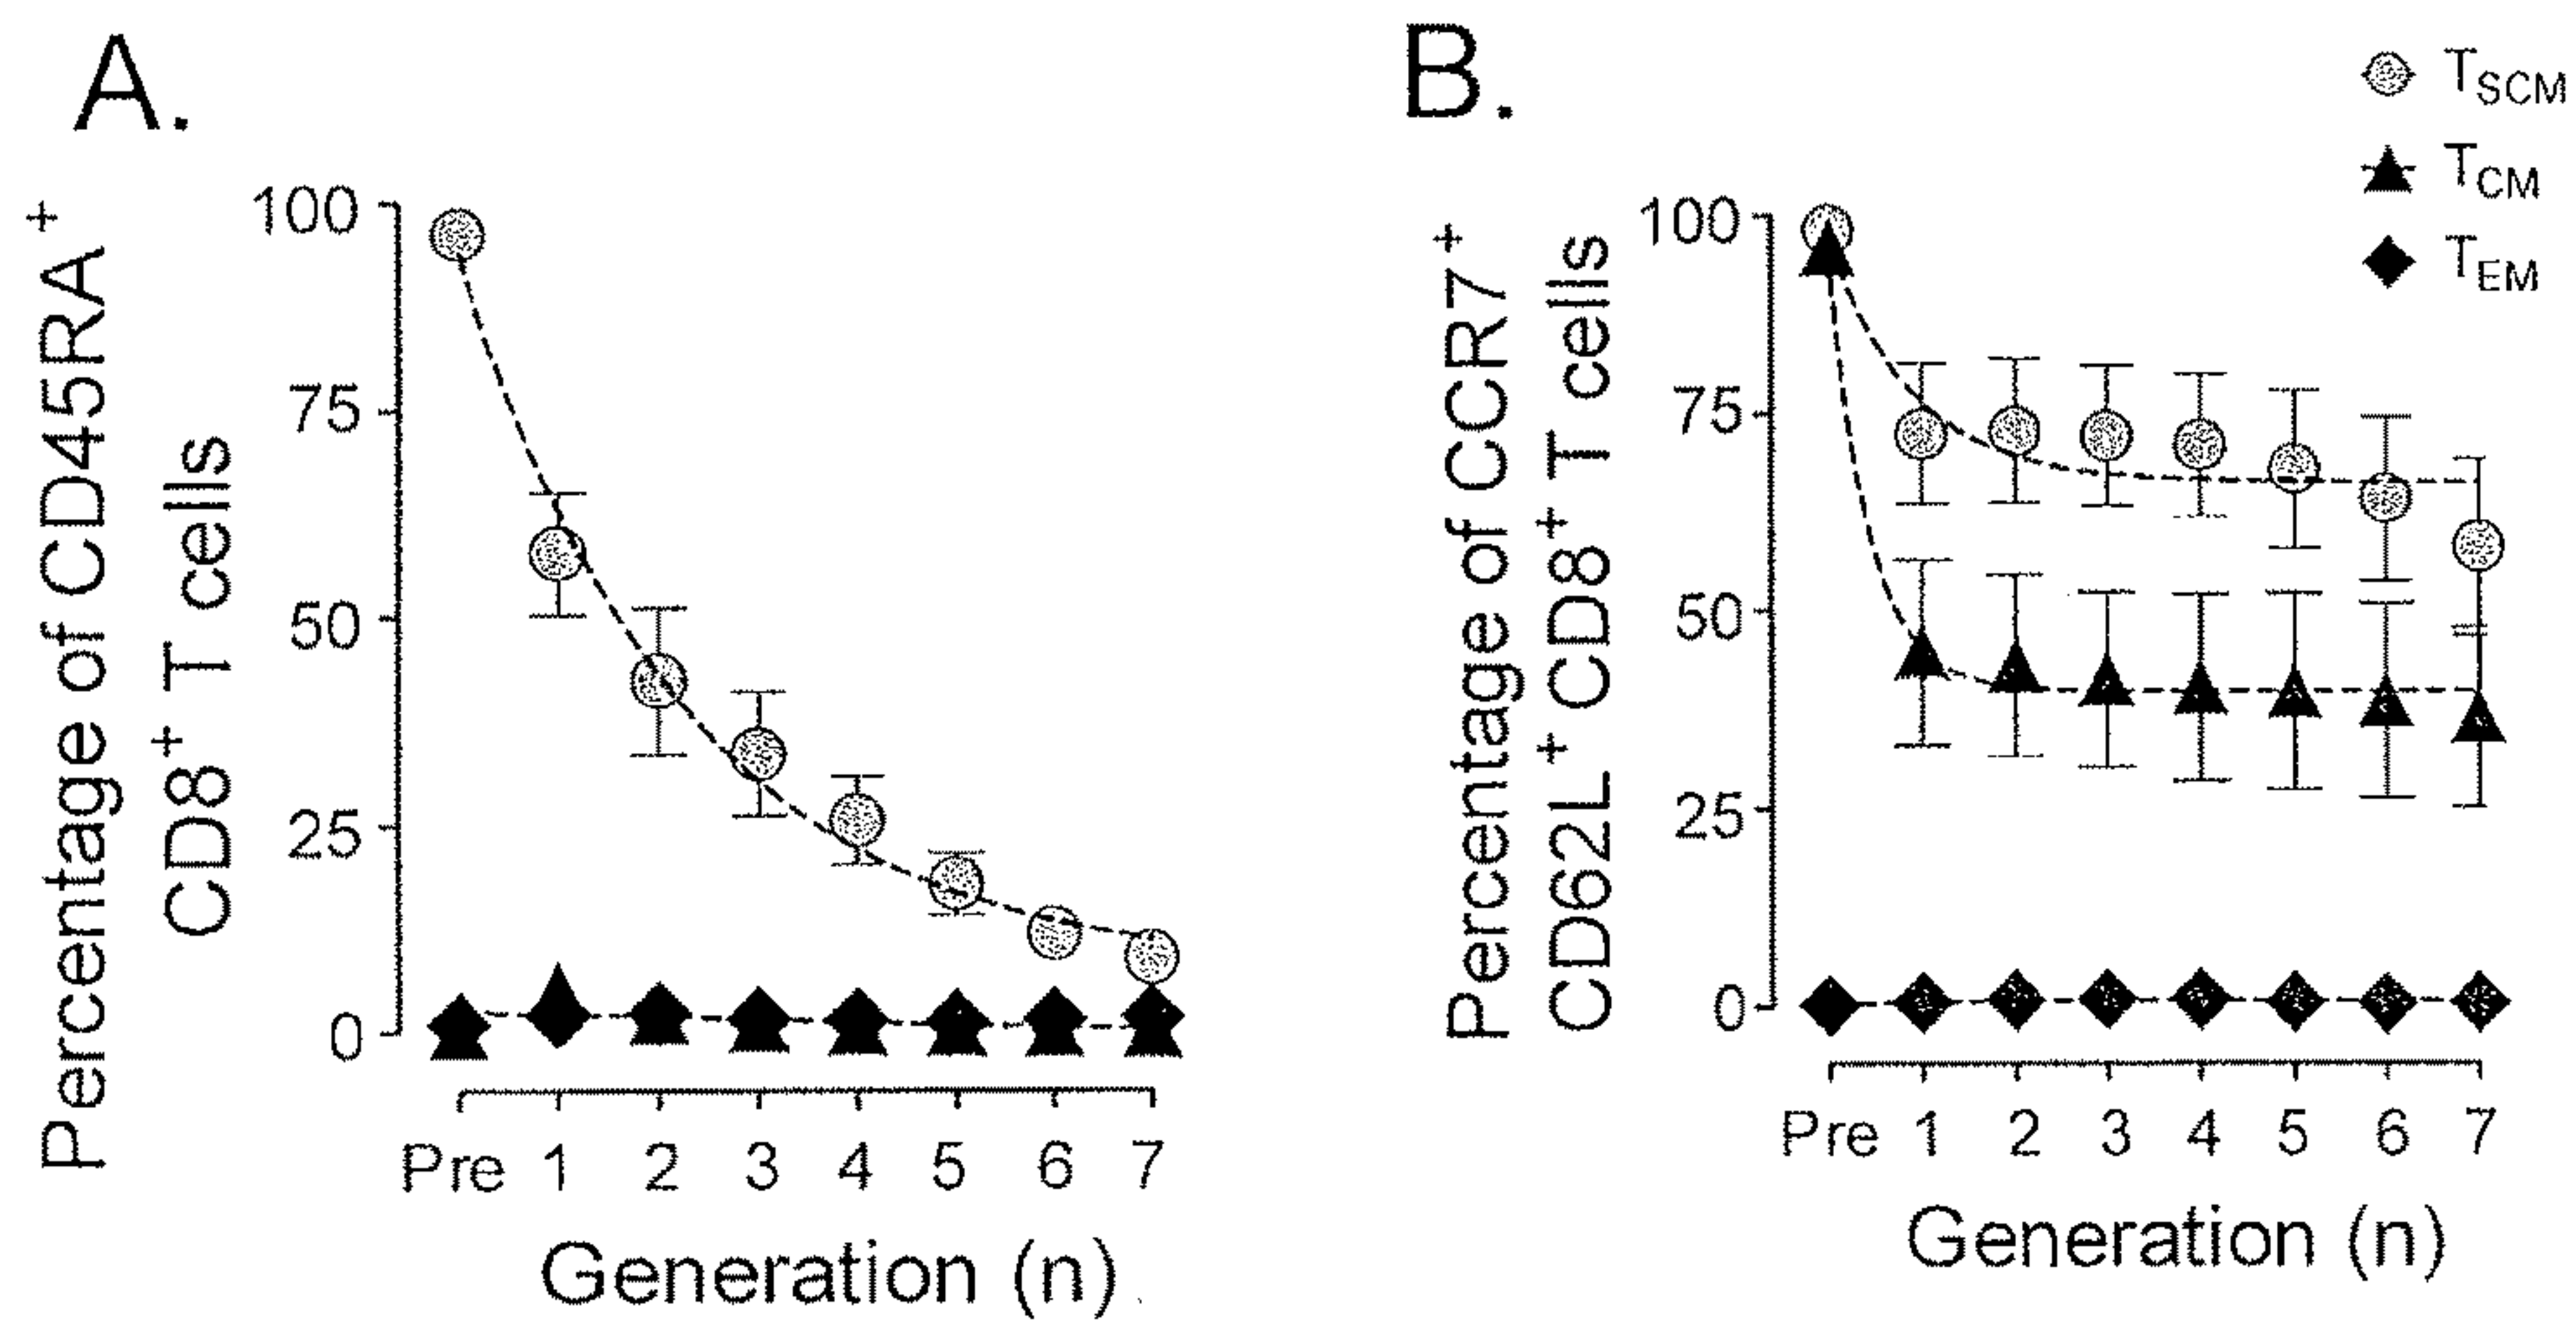 A.
Percentage of CD45RA⁺
CD8⁺ T cells
100
75
50
25
0
Pre 1 2 3 4 5 6 7
Generation (n)
B.
T_SCM
T_CM
T_EM
Percentage of CCR7⁺
CD62L⁺ CD8⁺ T cells
100
75
50
25
0
Pre 1 2 3 4 5 6 7
Generation (n)